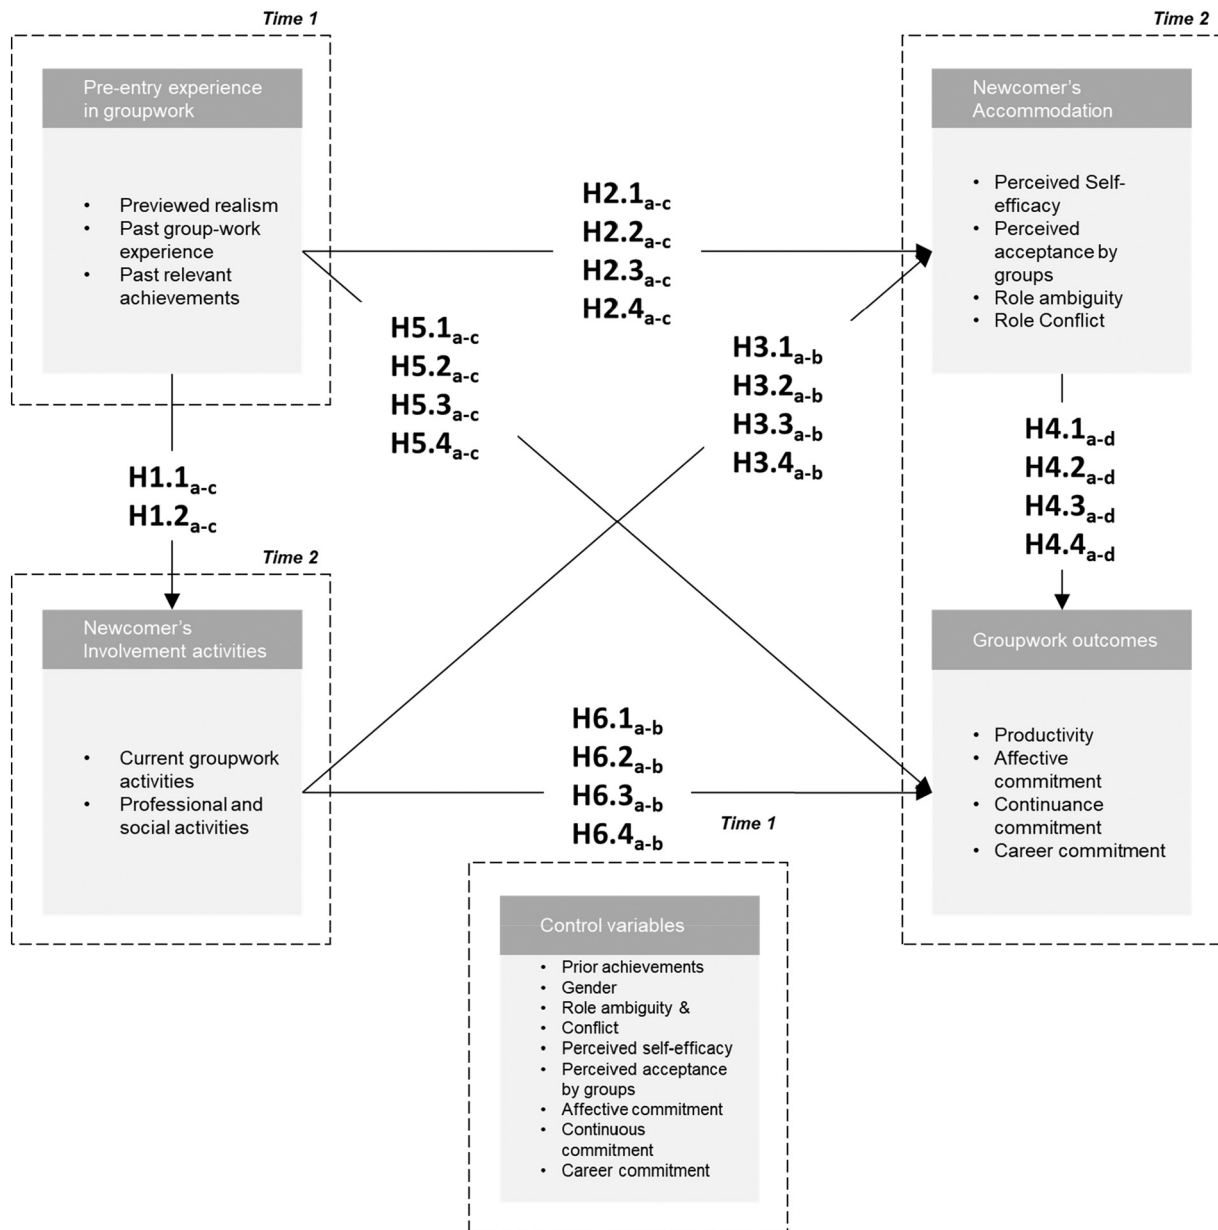 Time 1
Pre-entry experience
in groupwork
• Previewed realism
• Past group-work
experience
• Past relevant
achievements
H2.1a-c
H2.2a-c
H2.3a-c
H2.4a-c
Time 2
Newcomer's
Accommodation
• Perceived Self-
efficacy
• Perceived
acceptance by
groups
• Role ambiguity
• Role Conflict
H5.1a-c
H5.2a-c
H5.3a-c
H5.4a-c
H3.1a-b
H3.2a-b
H3.3a-b
H3.4a-b
H1.1a-c
H1.2a-c
H4.1a-d
H4.2a-d
H4.3a-d
H4.4a-d
Time 2
Newcomer's
Involvement activities
• Current groupwork
activities
• Professional and
social activities
H6.1a-b
H6.2a-b
H6.3a-b
H6.4a-b
Groupwork outcomes
• Productivity
• Affective
commitment
• Continuance
commitment
• Career commitment
Time 1
Control variables
• Prior achievements
• Gender
• Role ambiguity &
• Conflict
• Perceived self-efficacy
• Perceived acceptance
by groups
• Affective commitment
• Continuous
commitment
• Career commitment